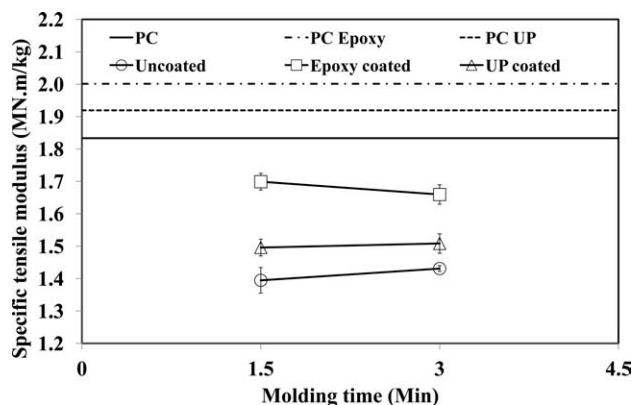 2.2
PC PC Epoxy PC UP
2.1
Uncoated Epoxy coated UP coated
2.0
1.9
1.8
1.7
1.6
1.5
1.4
1.3
1.2
Specific tensile modulus (MN.m/kg)
0 1.5 3 4.5
Molding time (Min)